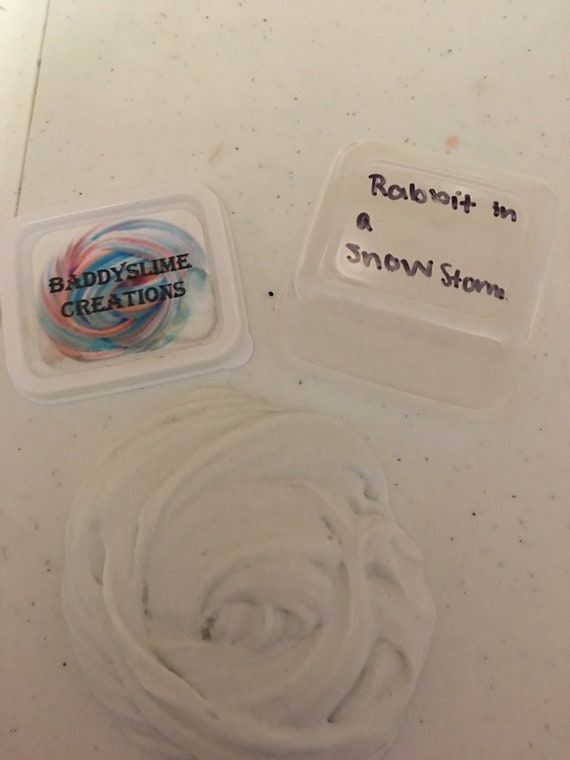 BADDYSLIME
CREATIONS
Rabbit in
a
Snow Storm